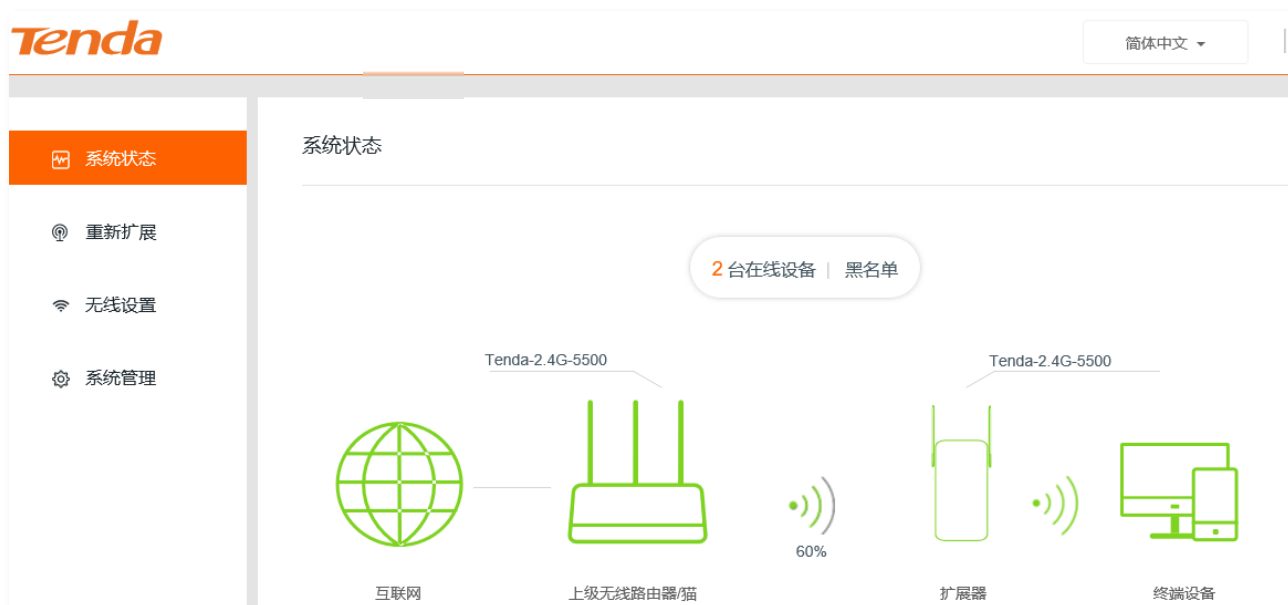 Tenda
简体中文
系统状态
重新扩展
无线设置
系统管理
系统状态
2 台在线设备 | 黑名单
Tenda-2.4G-5500
Tenda-2.4G-5500
60%
互联网
上级无线路由器/猫
扩展器
终端设备